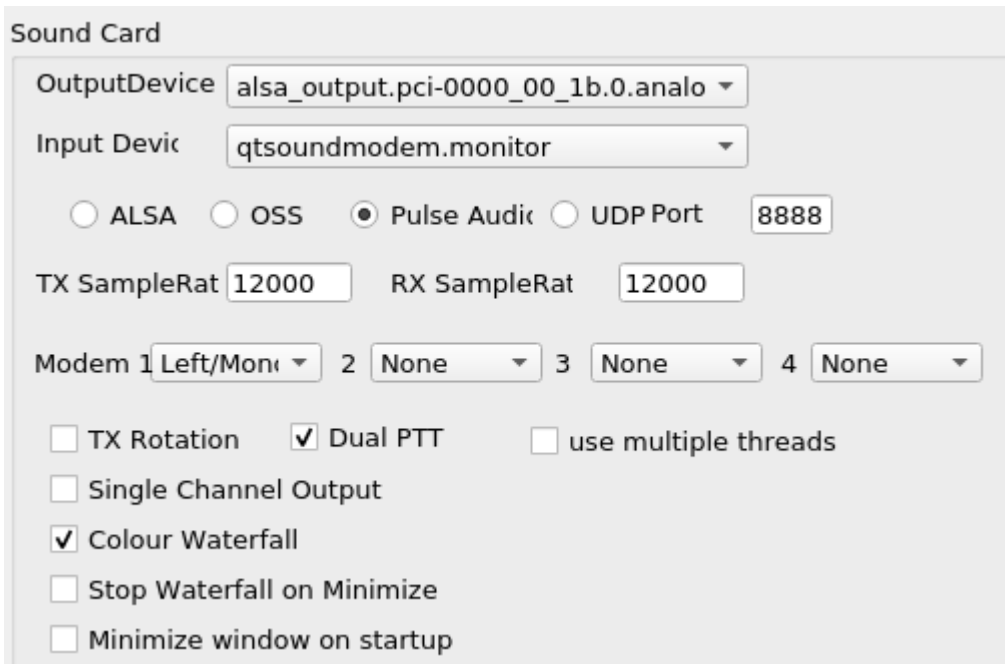 Sound Card
OutputDevice alsa_output.pci-0000_00_1b.0.analo
Input Devic qtsoundmodem.monitor
ALSA OSS Pulse Audic UDP Port 8888
TX SampleRat 12000 RX SampleRat 12000
Modem 1 Left/Mono 2 None 3 None 4 None
TX Rotation Dual PTT use multiple threads
Single Channel Output
Colour Waterfall
Stop Waterfall on Minimize
Minimize window on startup